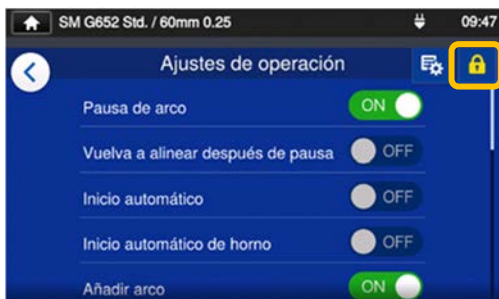 SM G652 Std. / 60mm 0.25 09:47
Ajustes de operación
Pausa de arco ON
Vuelva a alinear después de pausa OFF
Inicio automático OFF
Inicio automático de horno OFF
Añadir arco ON